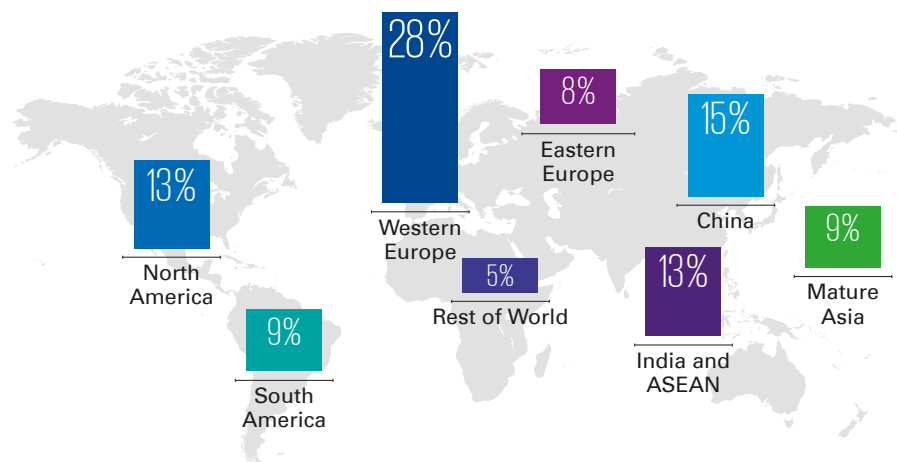 28%
Western
Europe
8%
Eastern
Europe
15%
China
13%
North
America
9%
Mature
Asia
5%
Rest of World
13%
India and
ASEAN
9%
South
America